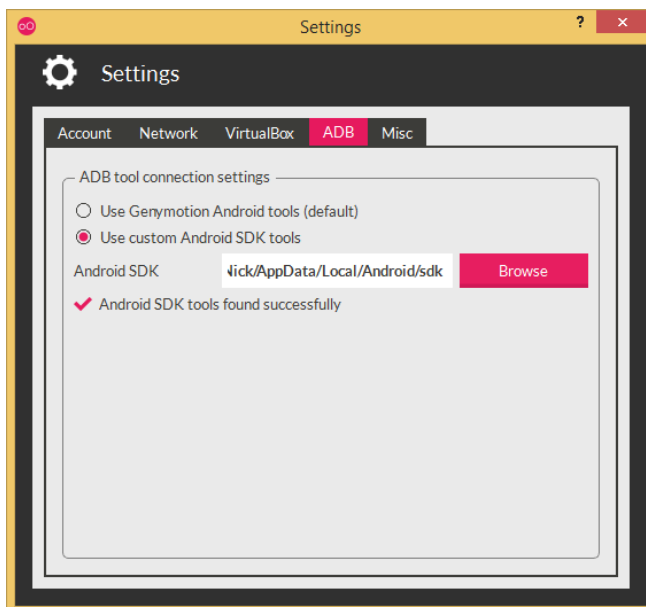 Settings
?
Settings
Account Network VirtualBox ADB Misc
ADB tool connection settings
Use Genymotion Android tools (default)
Use custom Android SDK tools
Android SDK /AppData/Local/Android/sdk Browse
Android SDK tools found successfully